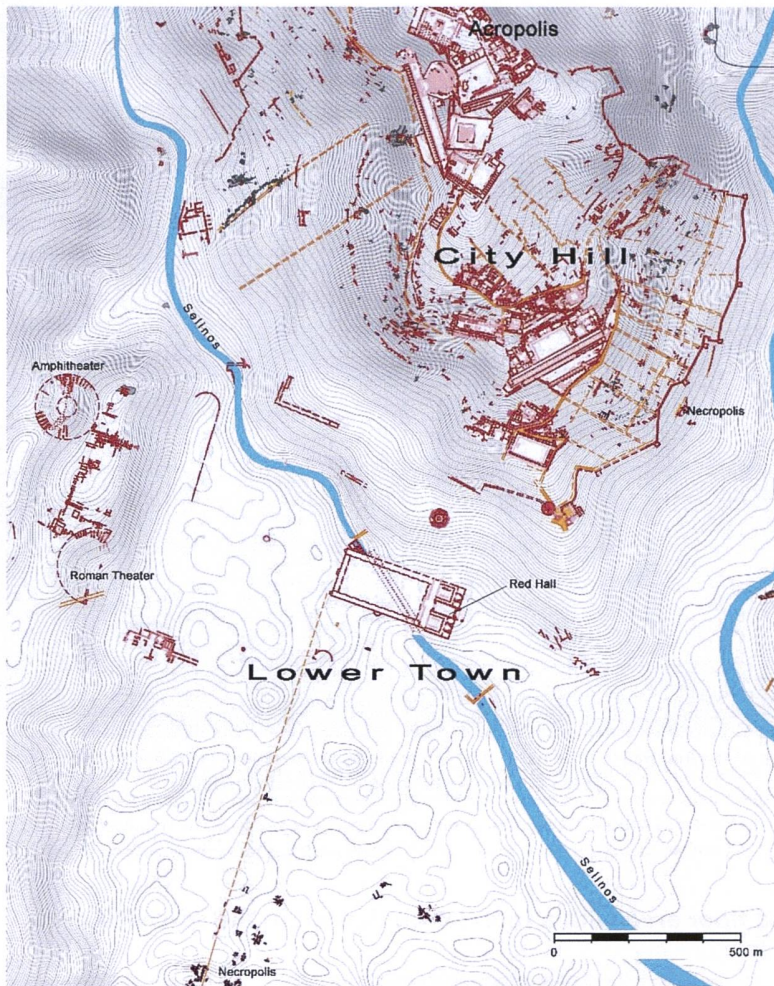 Acropolis
City Hill
Selinos
Amphitheater
Necropolis
Roman Theater
Red Hall
Lower Town
Selinos
0 500 m
Necropolis